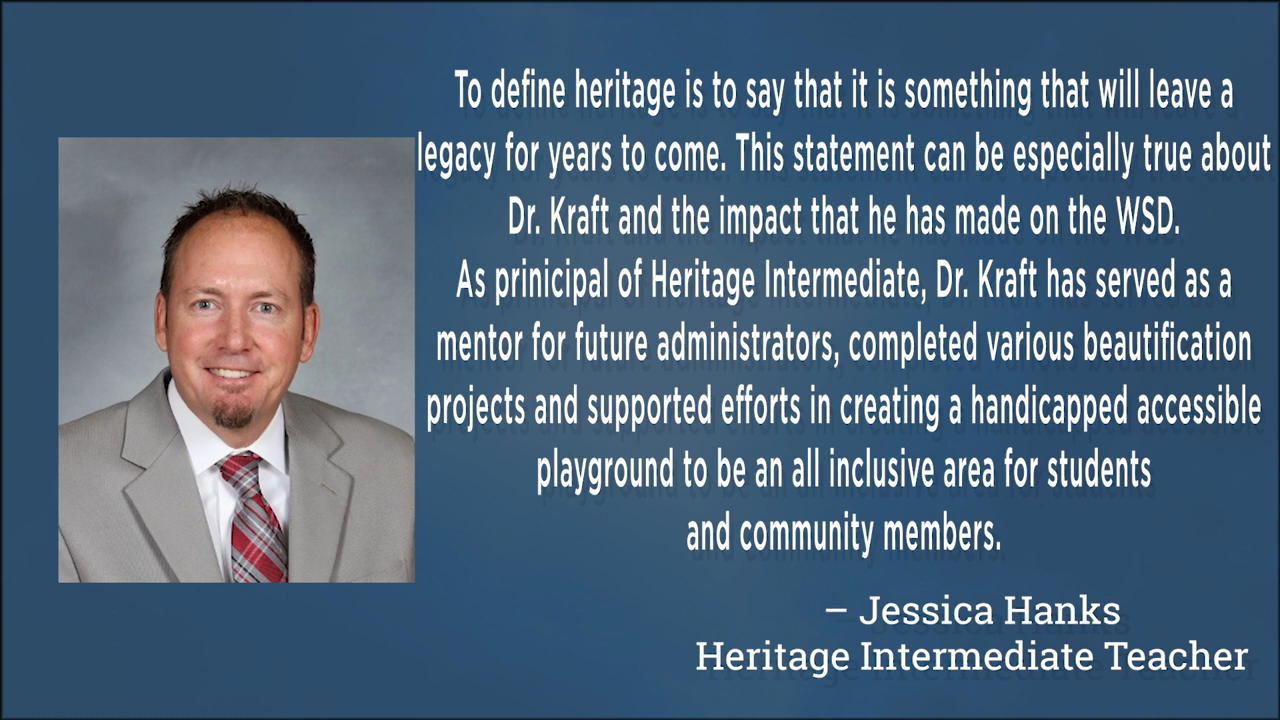 To define heritage is to say that it is something that will leave a
legacy for years to come. This statement can be especially true about
Dr. Kraft and the impact that he has made on the WSD.
As prinicipal of Heritage Intermediate, Dr. Kraft has served as a
mentor for future administrators, completed various beautification
projects and supported efforts in creating a handicapped accessible
playground to be an all inclusive area for students
and community members.
– Jessica Hanks
Heritage Intermediate Teacher